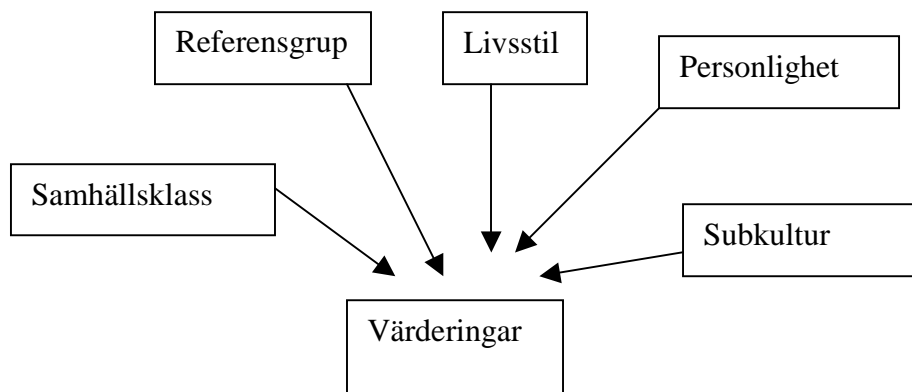 Referensgrup
Livsstil
Personlighet
Samhällsklass
Subkultur
Värderingar